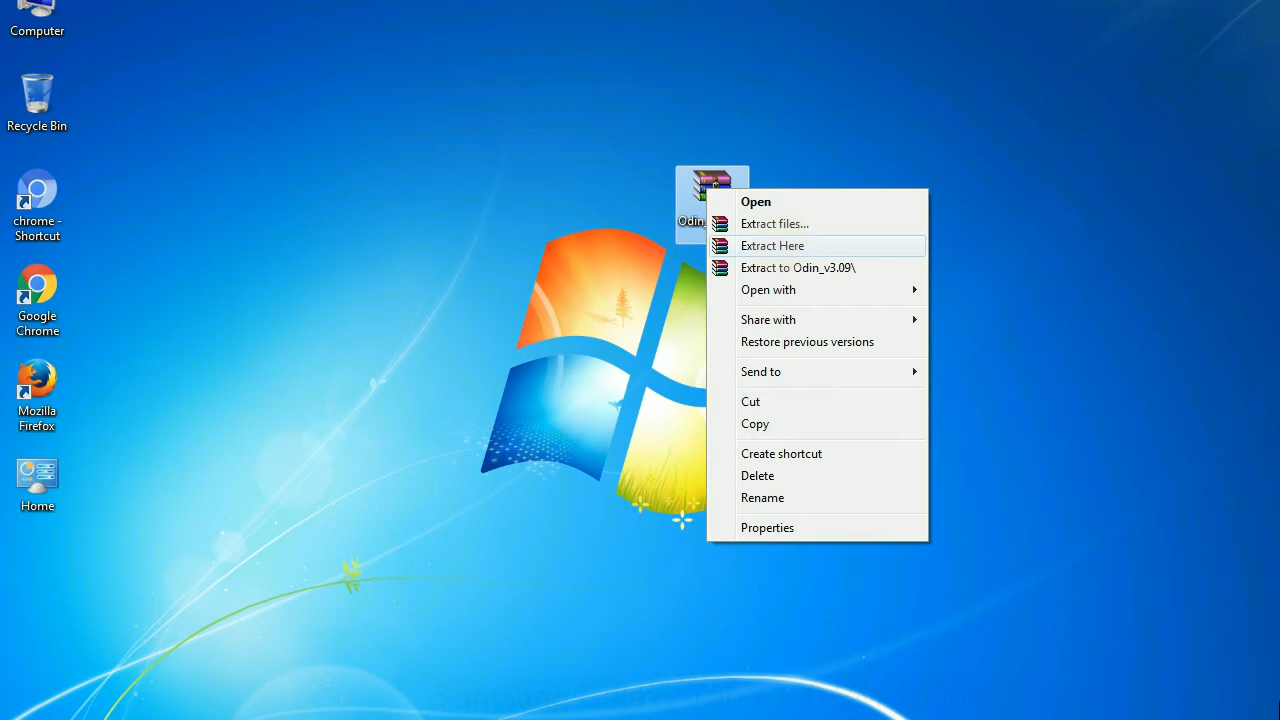 Computer
Recycle Bin
chrome -
Shortcut
Google
Chrome
Mozilla
Firefox
Home
Odin_
Open
Extract files...
Extract Here
Extract to Odin_v3.09\
Open with
Share with
Restore previous versions
Send to
Cut
Copy
Create shortcut
Delete
Rename
Properties